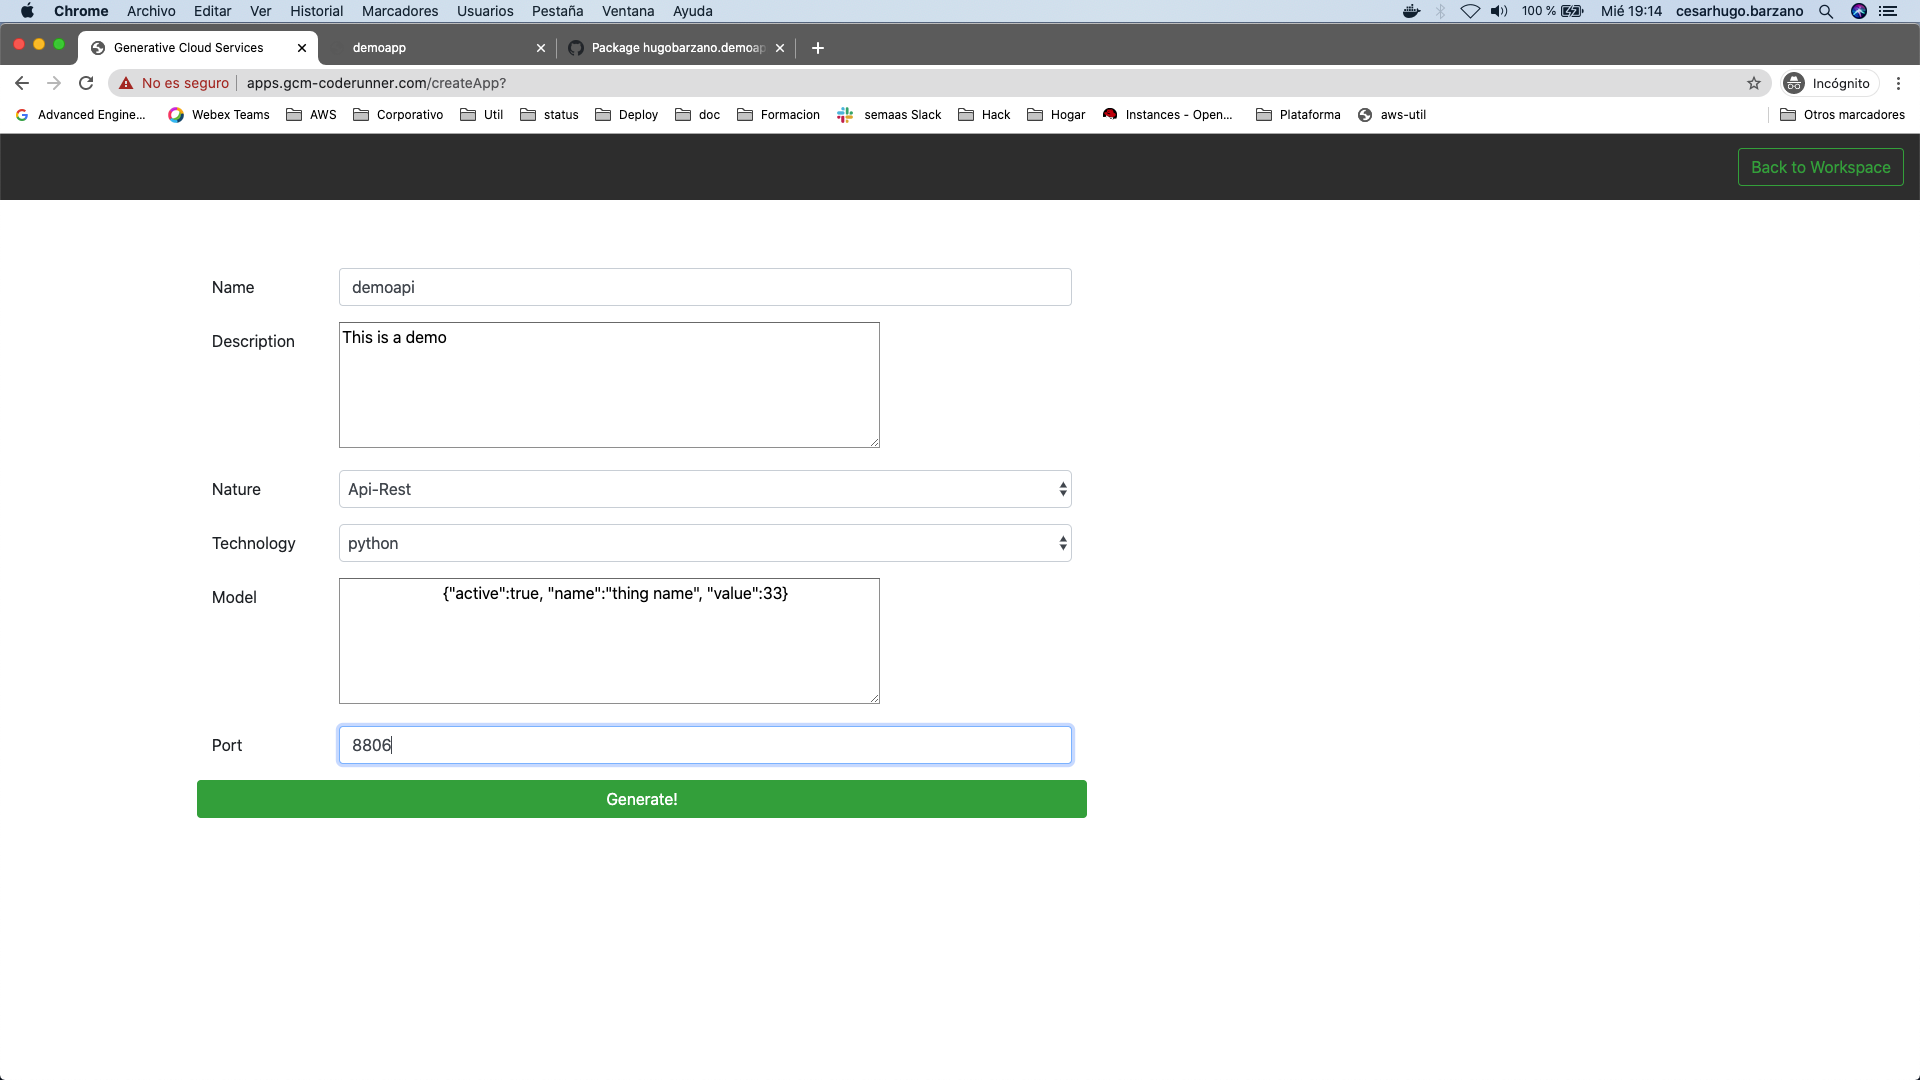 Chrome Archivo Editar Ver Historial Marcadores Usuarios Pestaña Ventana Ayuda 100 % Mié 19:14 cesarhugo.barzano
Generative Cloud Services demoapp Package hugobarzano.demoap
No es seguro apps.gcm-coderunner.com/createApp? Incógnito
Advanced Engine... Webex Teams AWS Corporativo Util status Deploy doc Formacion semaas Slack Hack Hogar Instances - Open... Plataforma aws-util Otros marcadores
Back to Workspace
Name demoapi
Description This is a demo
Nature Api-Rest
Technology python
Model {"active":true, "name":"thing name", "value":33}
Port 8806
Generate!